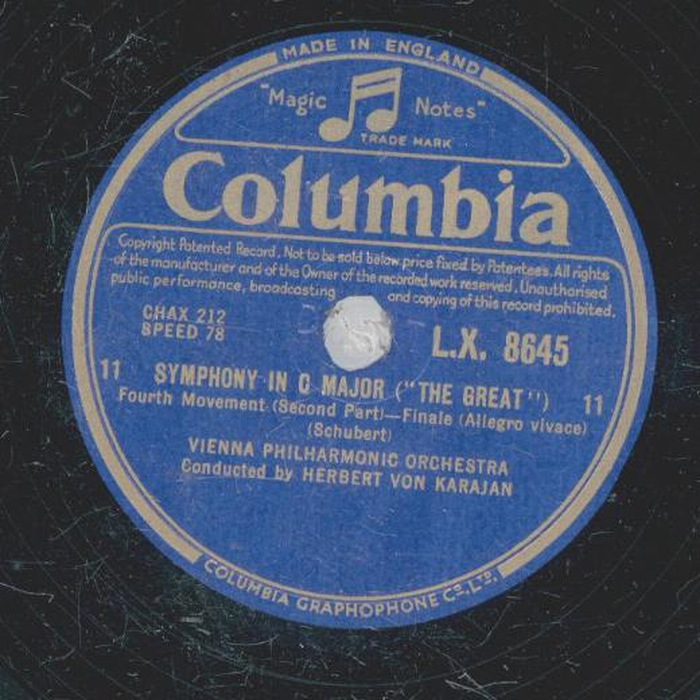 MADE IN ENGLAND
"Magic Notes"
TRADE MARK
Columbia
Copyright Patented Record. Not to be sold below price fixed by Patentees. All rights
of the manufacturer and of the Owner of the recorded work reserved. Unauthorised
public performance, broadcasting and copying of this record prohibited.
CHAX 212
SPEED 78
L.X. 8645
11 SYMPHONY IN C MAJOR ("THE GREAT") 11
Fourth Movement (Second Part)—Finale (Allegro vivace)
(Schubert)
VIENNA PHILHARMONIC ORCHESTRA
Conducted by HERBERT VON KARAJAN
COLUMBIA GRAPHOPHONE CO. LTD.